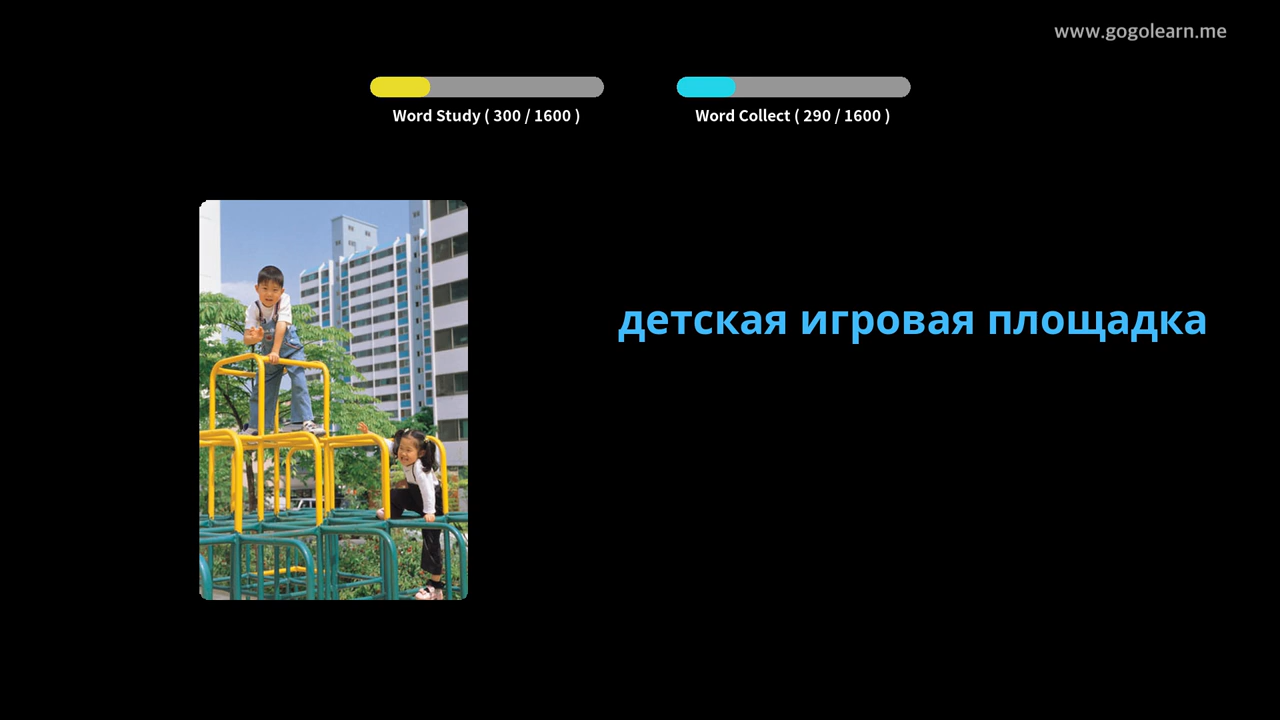 www.gogolearn.me
Word Study ( 300 / 1600 )
Word Collect ( 290 / 1600 )
детская игровая площадка